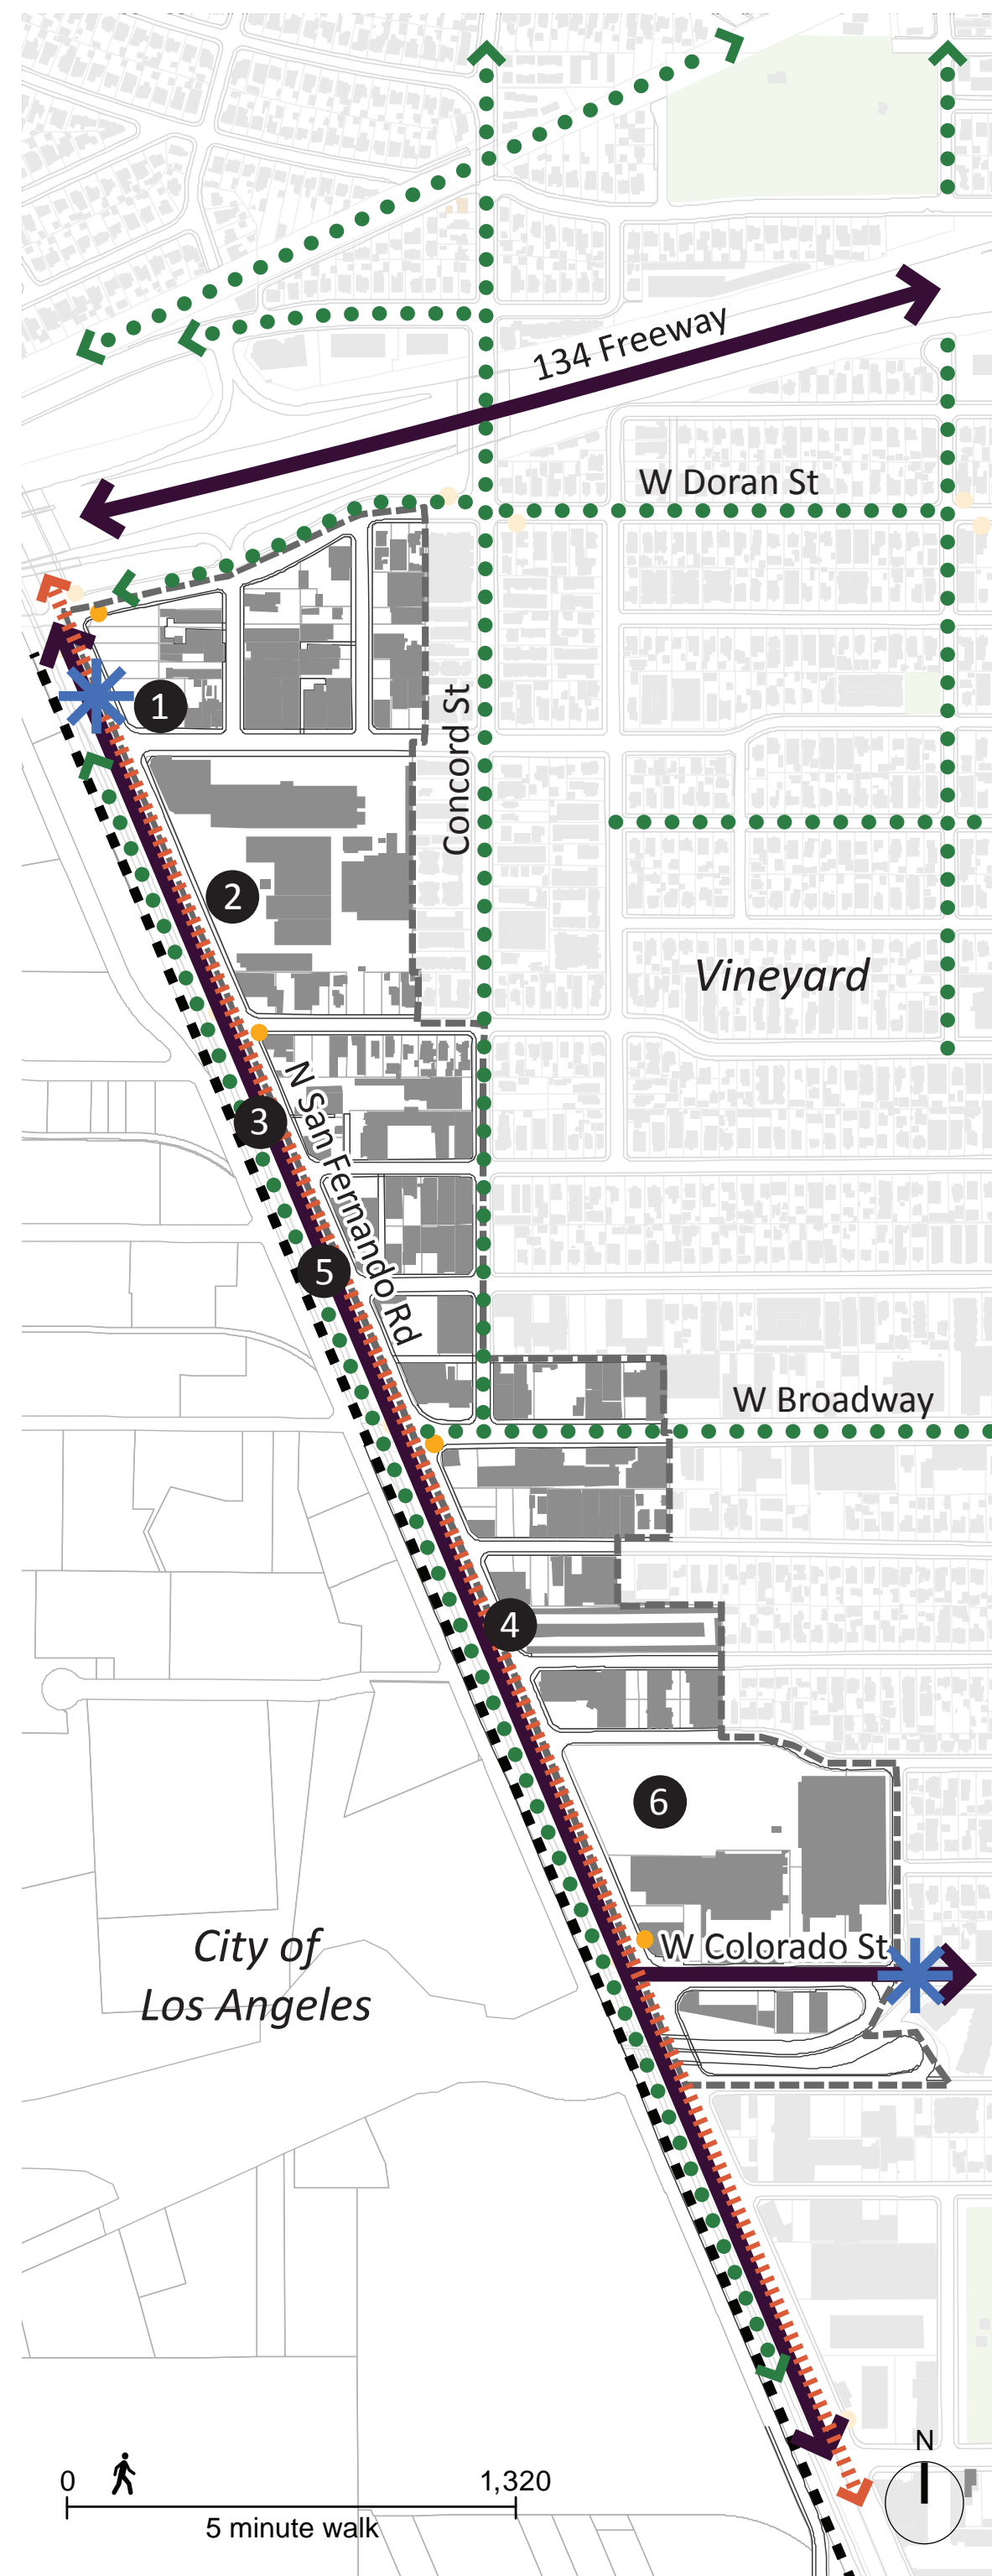 134 Freeway
W Doran St
1
Concord St
2
Vineyard
3
N San Fernando Rd
5
W Broadway
4
6
W Colorado St
City of
Los Angeles
N
0
1,320
5 minute walk